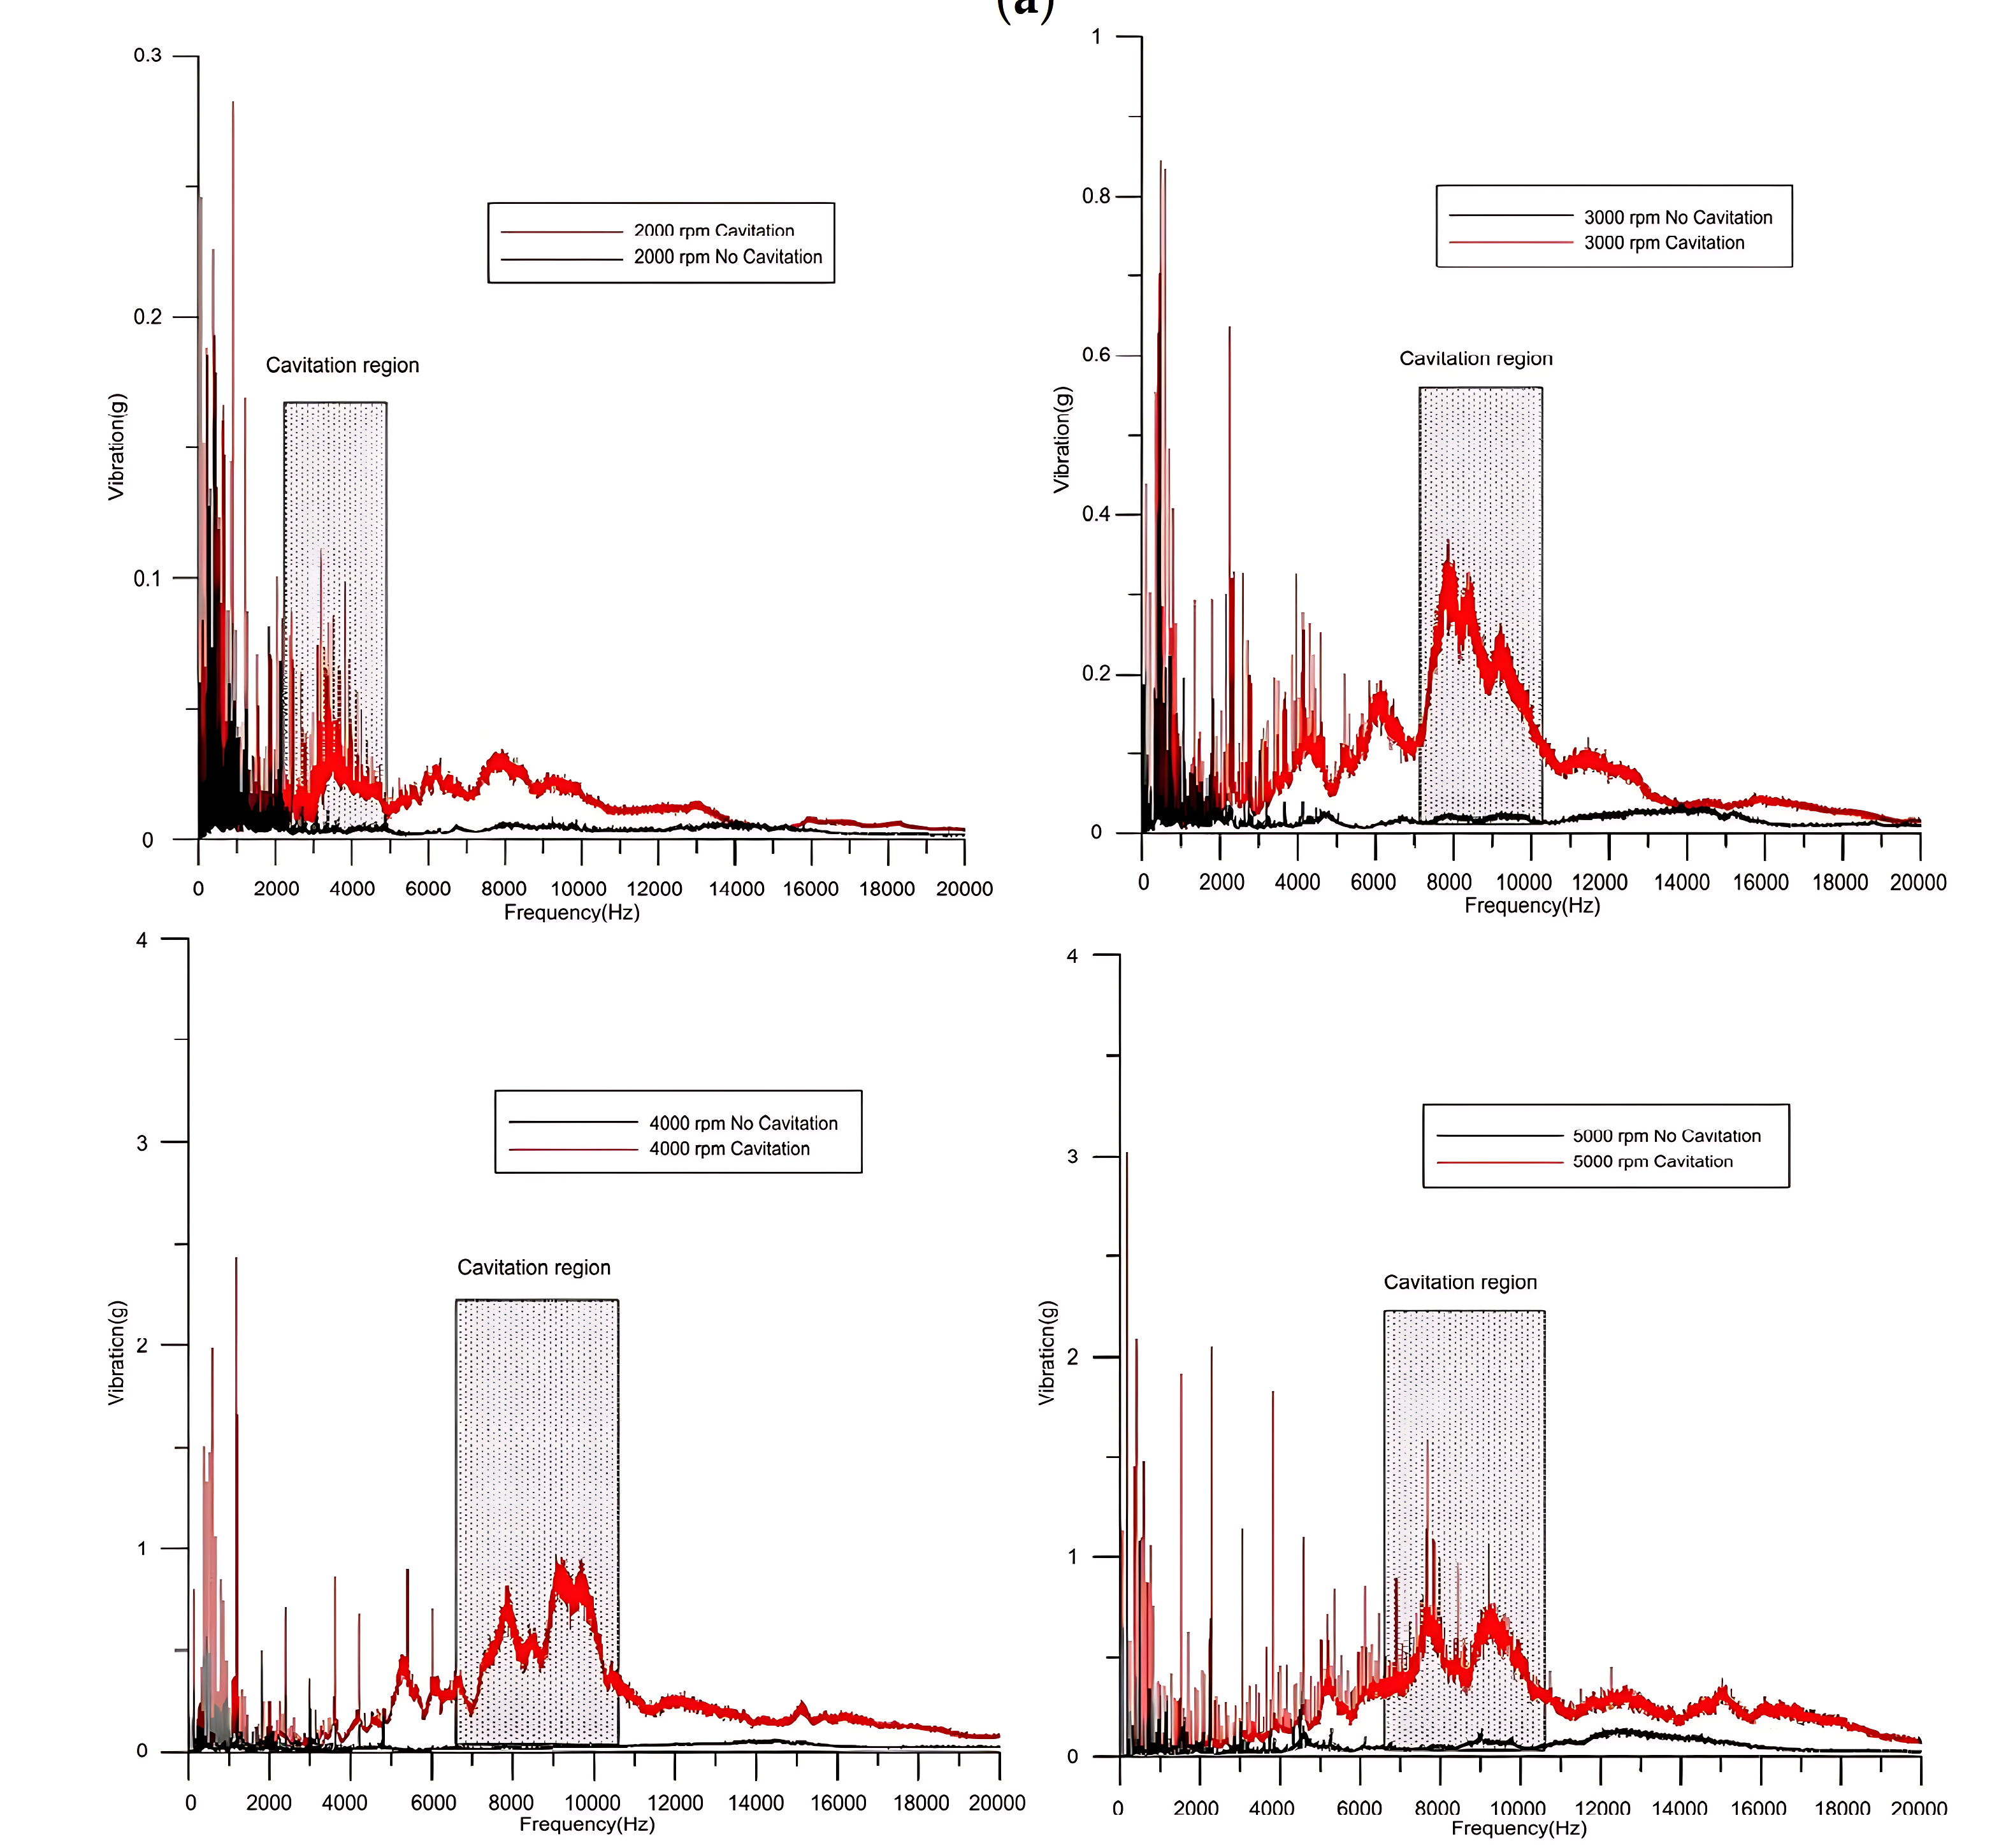 (a)
0.3
0.2
0.1
0
Vibration(g)
2000 rpm Cavitation
2000 rpm No Cavitation
Cavitation region
0 2000 4000 6000 8000 10000 12000 14000 16000 18000 20000
Frequency(Hz)
1
0.8
0.6
0.4
0.2
0
Vibration(g)
3000 rpm No Cavitation
3000 rpm Cavitation
Cavitation region
0 2000 4000 6000 8000 10000 12000 14000 16000 18000 20000
Frequency(Hz)
4
3
2
1
0
Vibration(g)
4000 rpm No Cavitation
4000 rpm Cavitation
Cavitation region
0 2000 4000 6000 8000 10000 12000 14000 16000 18000 20000
Frequency(Hz)
4
3
2
1
0
Vibration(g)
5000 rpm No Cavitation
5000 rpm Cavitation
Cavitation region
0 2000 4000 6000 8000 10000 12000 14000 16000 18000 20000
Frequency(Hz)